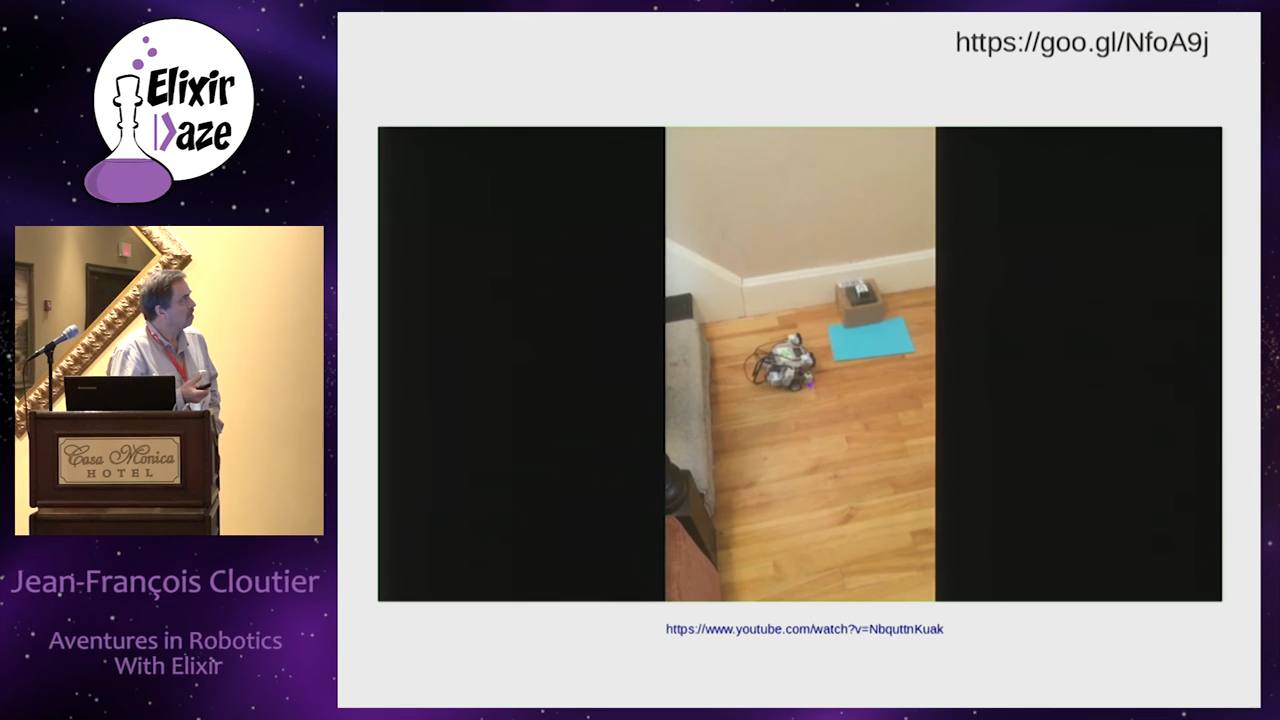 Elixir
Daze
Casa Monica
HOTEL
Jean-François Cloutier
Aventures in Robotics
With Elixir
https://goo.gl/NfoA9j
https://www.youtube.com/watch?v=NbquttnKuak